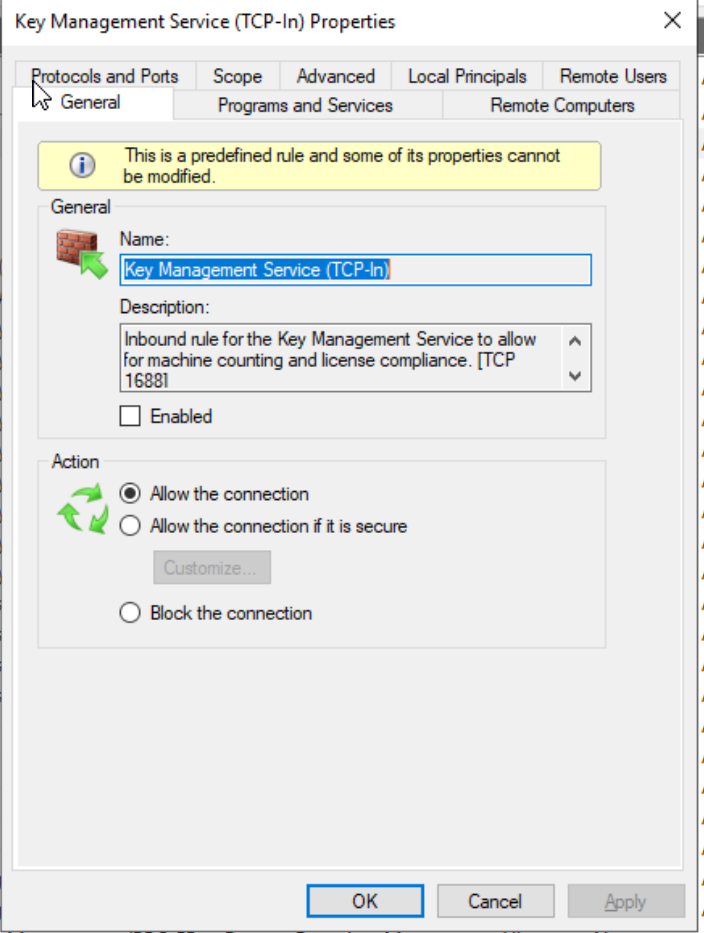 Key Management Service (TCP-In) Properties
Protocols and Ports Scope Advanced Local Principals Remote Users
General Programs and Services Remote Computers
This is a predefined rule and some of its properties cannot
be modified.
General
Name:
Key Management Service (TCP-In)
Description:
Inbound rule for the Key Management Service to allow
for machine counting and license compliance. [TCP
1688]
Enabled
Action
Allow the connection
Allow the connection if it is secure
Customize...
Block the connection
OK Cancel Apply